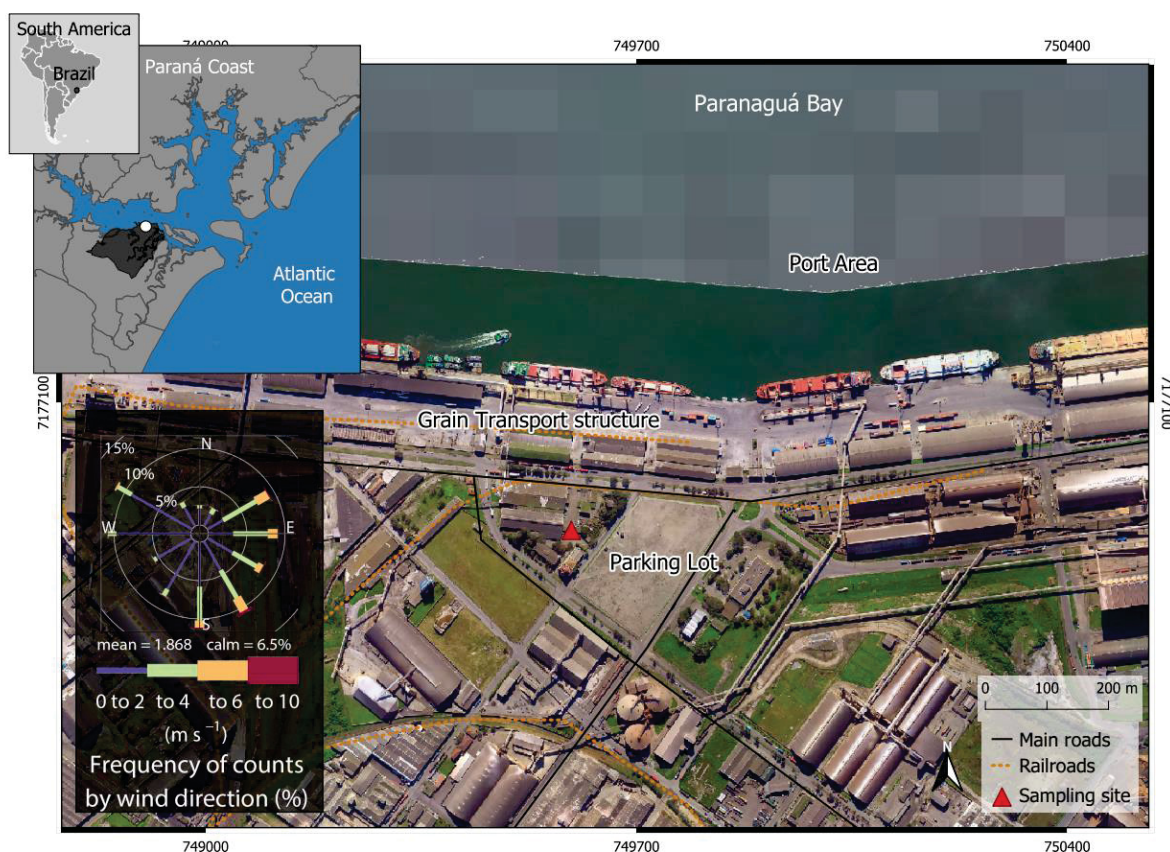 South America
Brazil
Paraná Coast
Atlantic
Ocean
749000
749700
750400
Paranaguá Bay
Port Area
7177100
7177100
Grain Transport structure
Parking Lot
N
15%
10%
5%
W
E
S
mean = 1.868 calm = 6.5%
0 to 2 to 4 to 6 to 10
(m s⁻¹)
Frequency of counts
by wind direction (%)
0 100 200 m
N
Main roads
Railroads
Sampling site
749000
749700
750400